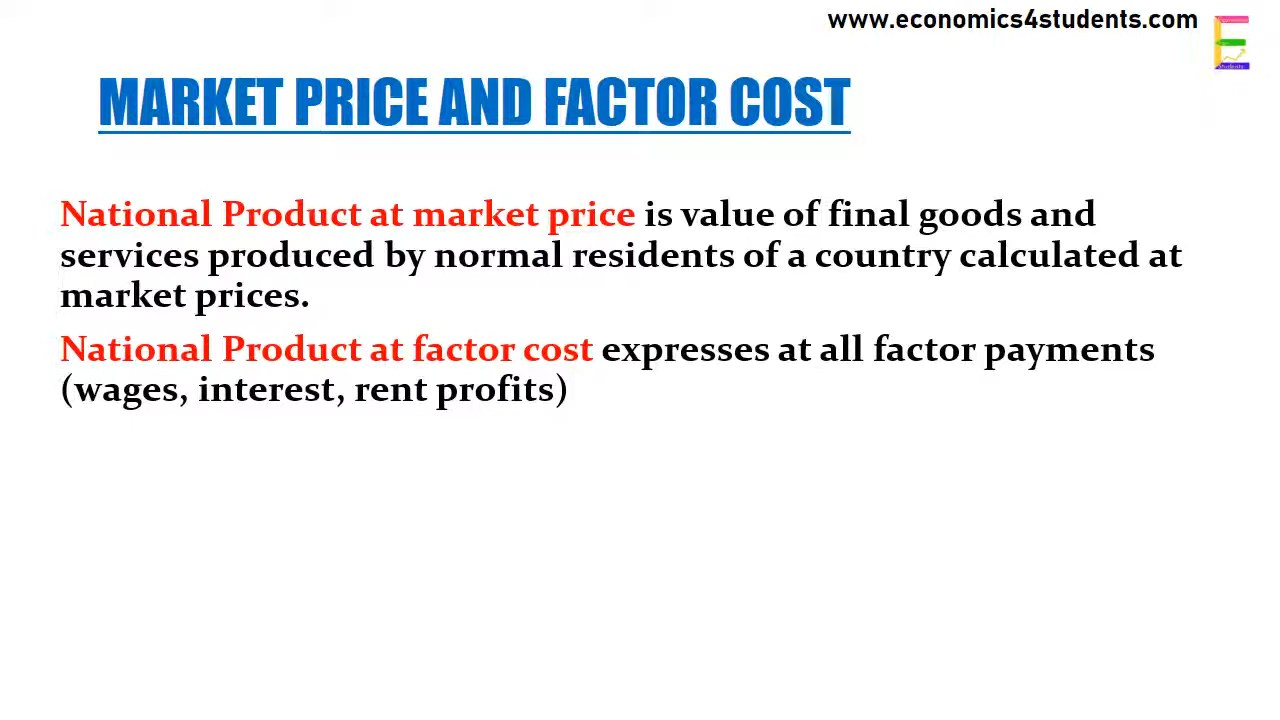 www.economics4students.com
MARKET PRICE AND FACTOR COST
National Product at market price is value of final goods and
services produced by normal residents of a country calculated at
market prices.
National Product at factor cost expresses at all factor payments
(wages, interest, rent profits)